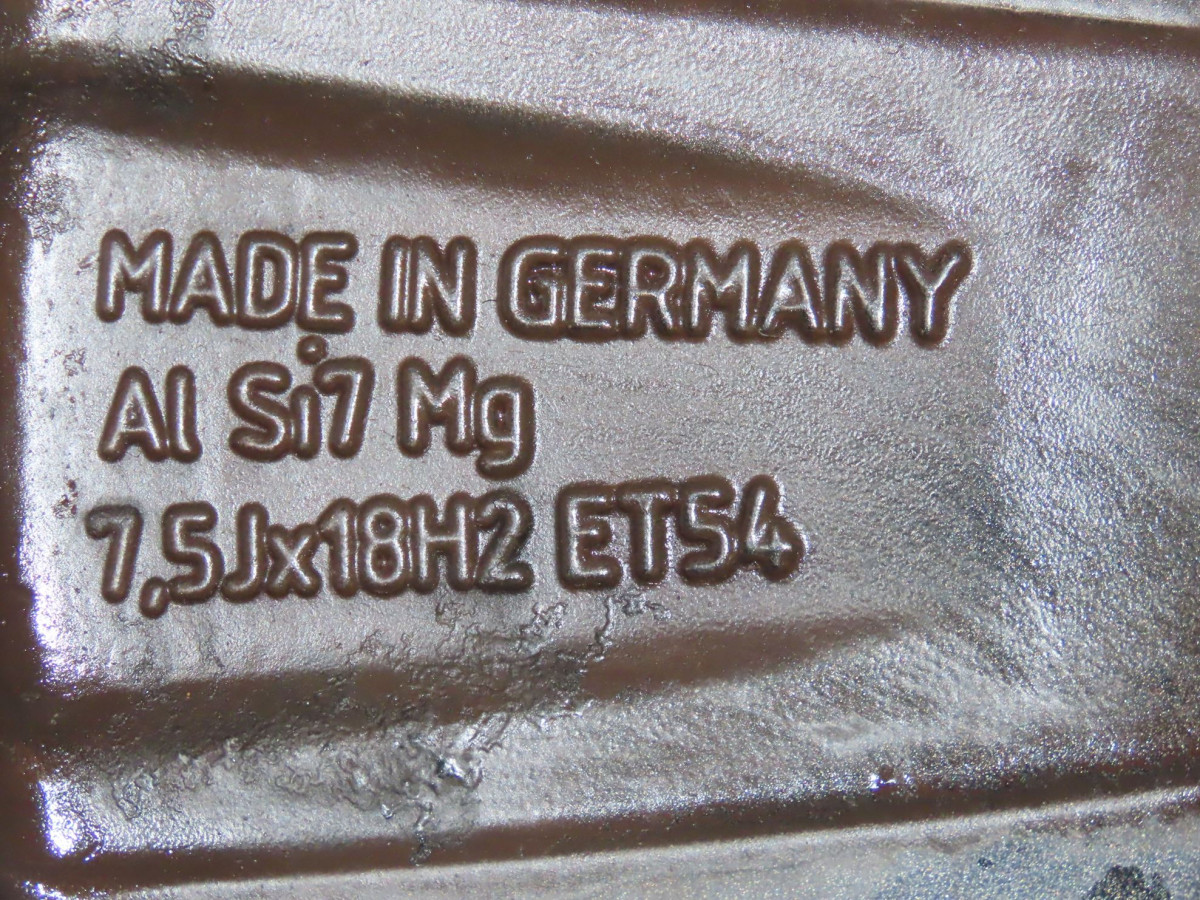 MADE IN GERMANY
Al Si7 Mg
7,5Jx18H2 ET54